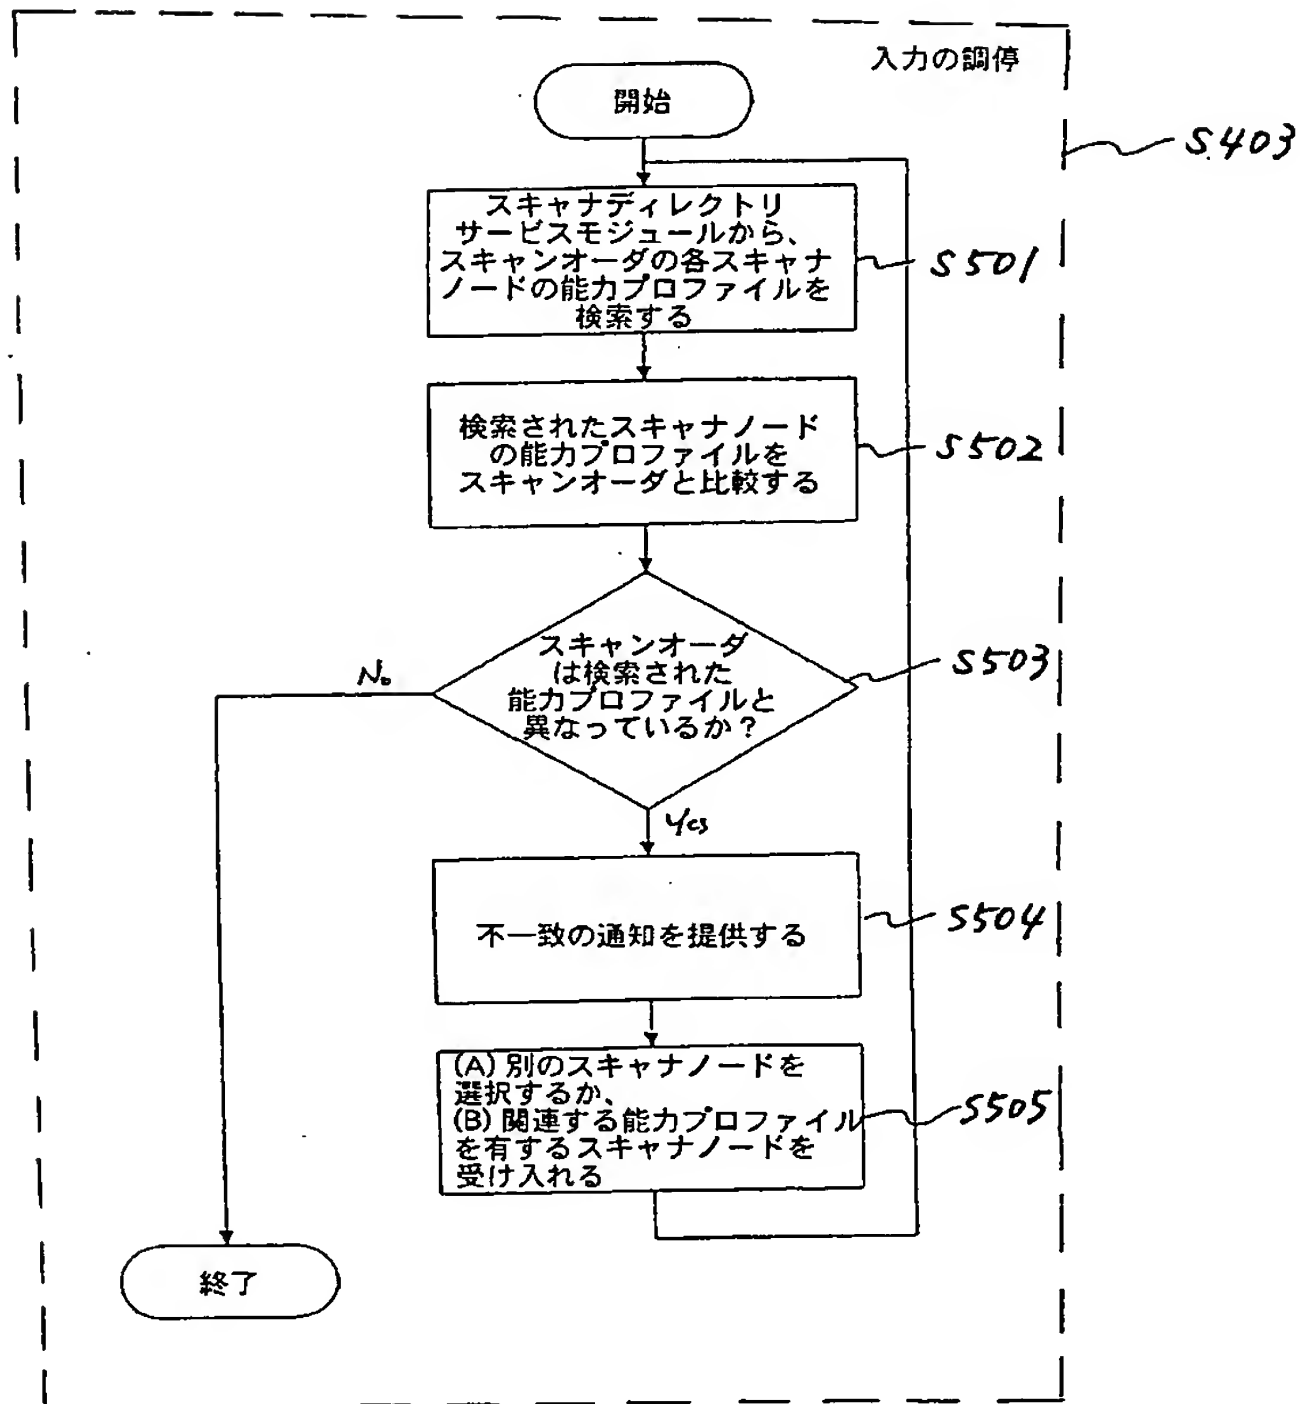 入力の調停
開始
S403
スキャナディレクトリ
サービスモジュールから、
スキャンオーダの各スキャナ
ノードの能力プロファイルを
検索する
S501
検索されたスキャナノード
の能力プロファイルを
スキャンオーダと比較する
S502
スキャンオーダ
は検索された
能力プロファイルと
異なっているか？
S503
No
Yes
不一致の通知を提供する
S504
(A) 別のスキャナノードを
選択するか、
(B) 関連する能力プロファイル
を有するスキャナノードを
受け入れる
S505
終了